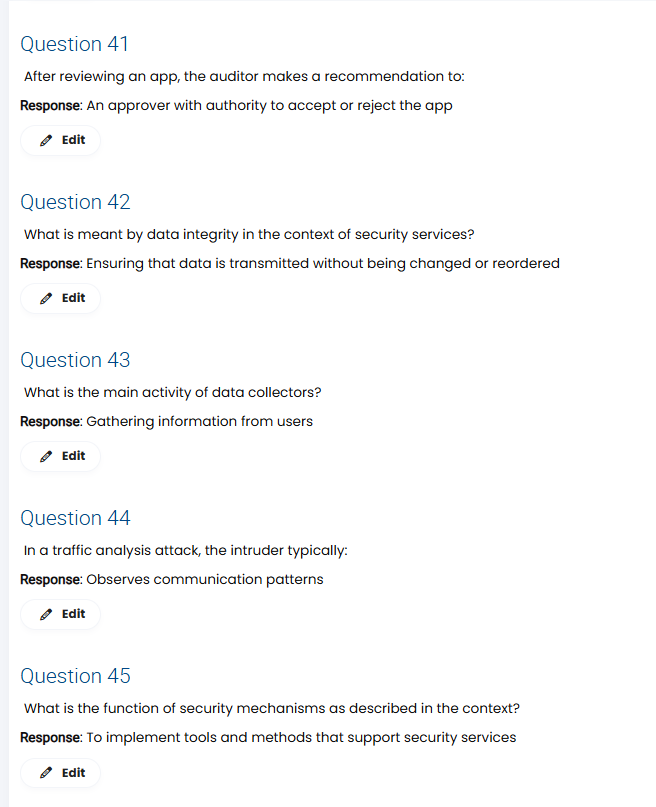 Question 41
After reviewing an app, the auditor makes a recommendation to:
Response: An approver with authority to accept or reject the app
Edit
Question 42
What is meant by data integrity in the context of security services?
Response: Ensuring that data is transmitted without being changed or reordered
Edit
Question 43
What is the main activity of data collectors?
Response: Gathering information from users
Edit
Question 44
In a traffic analysis attack, the intruder typically:
Response: Observes communication patterns
Edit
Question 45
What is the function of security mechanisms as described in the context?
Response: To implement tools and methods that support security services
Edit